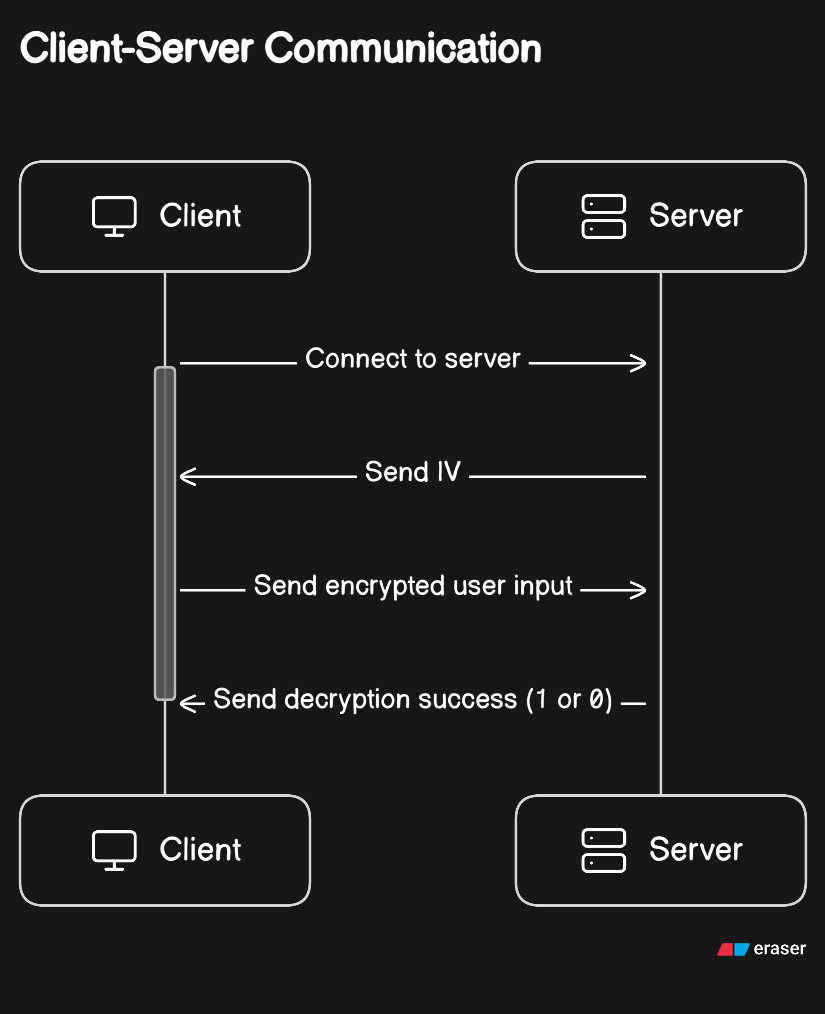 Client-Server Communication
Client
Server
Connect to server
Send IV
Send encrypted user input
Send decryption success (1 or 0)
Client
Server
eraser